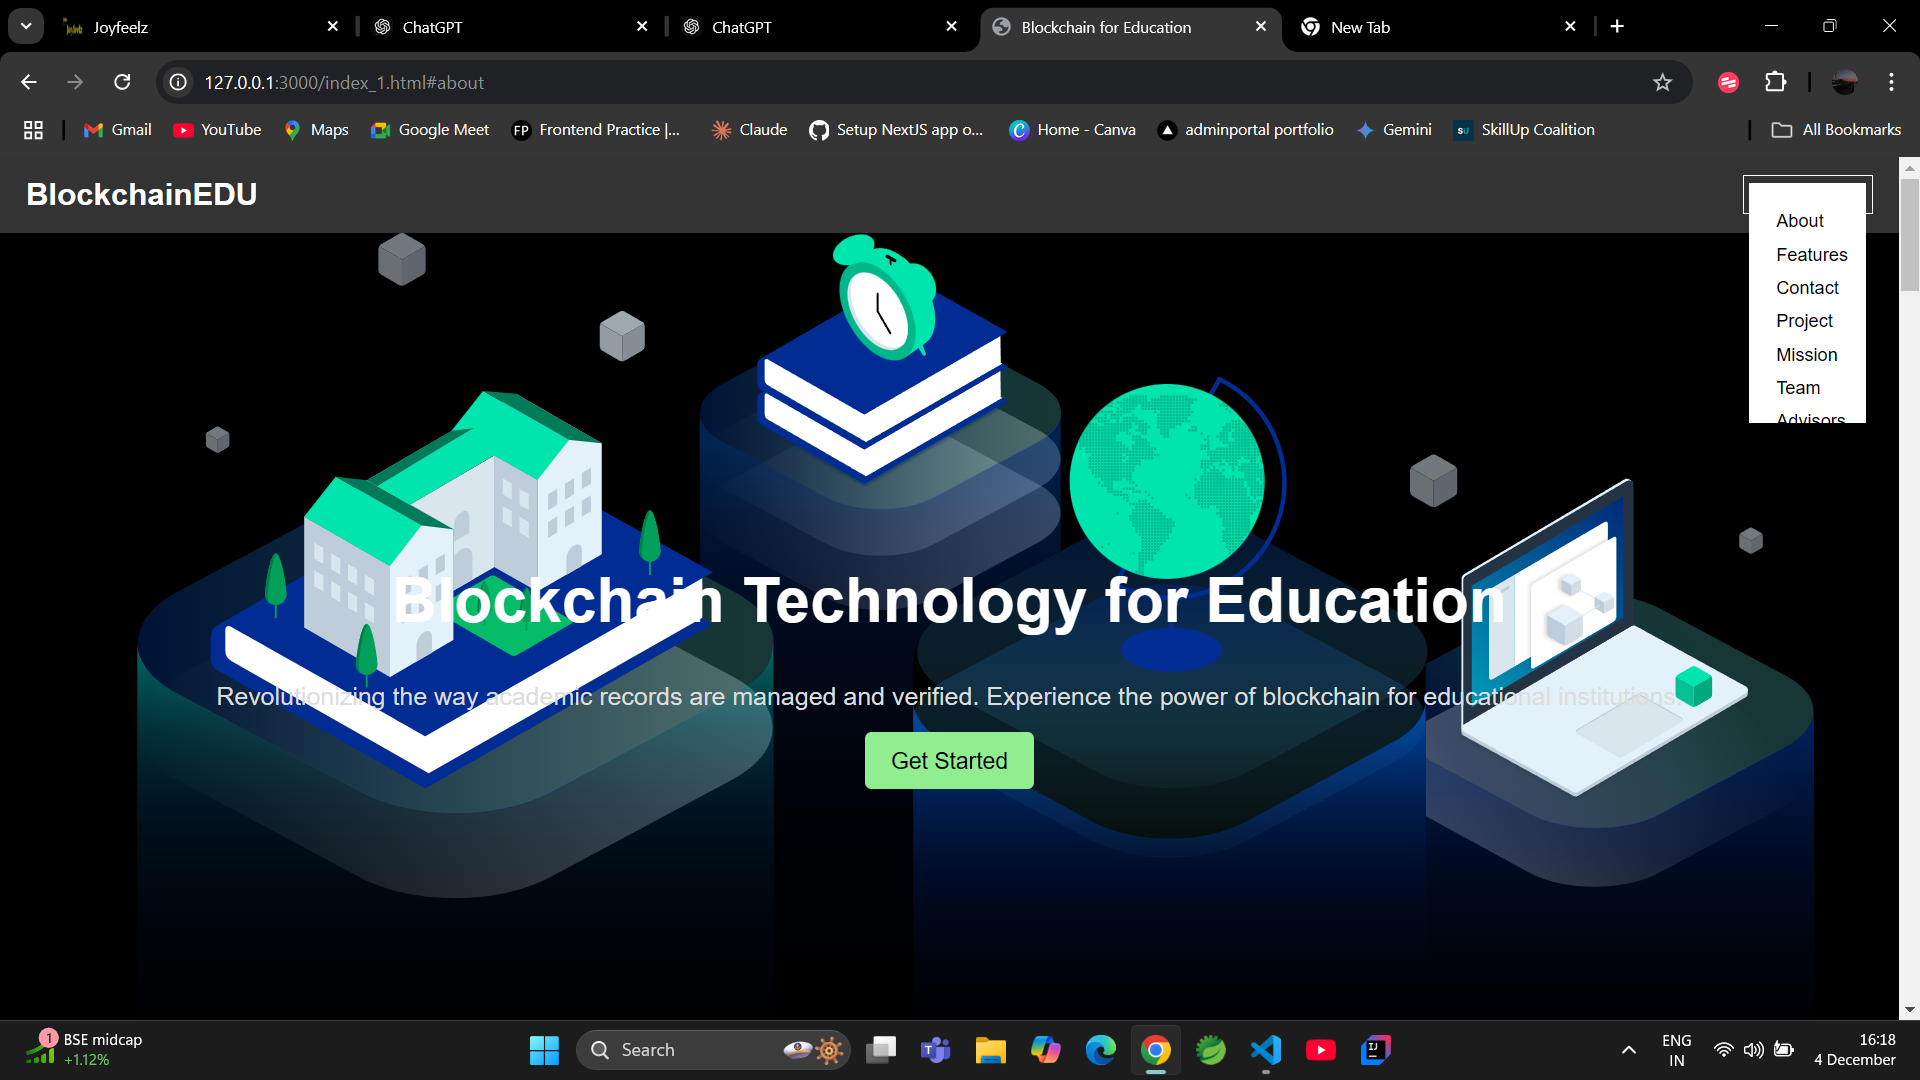 Joyfeelz
ChatGPT
ChatGPT
Blockchain for Education
New Tab
127.0.0.1:3000/index_1.html#about
Gmail
YouTube
Maps
Google Meet
FP
Frontend Practice |...
Claude
Setup NextJS app o...
Home - Canva
adminportal portfolio
Gemini
SU
SkillUp Coalition
All Bookmarks
BlockchainEDU
About
Features
Contact
Project
Mission
Team
Advisors
Blockchain Technology for Education
Revolutionizing the way academic records are managed and verified. Experience the power of blockchain for educational institutions.
Get Started
1
BSE midcap
+1.12%
Search
ENG
IN
16:18
4 December